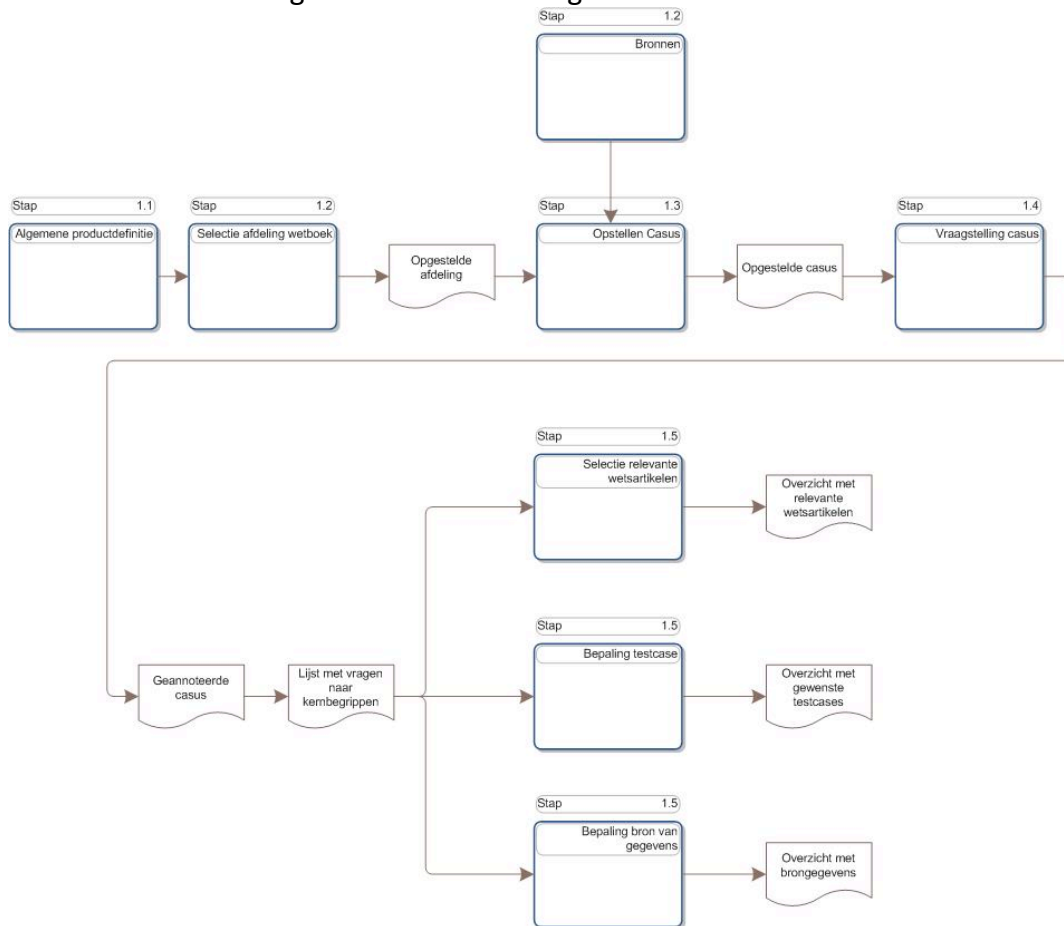 Stap 1.2
Bronnen
Stap 1.1
Algemene productdefinitie
Stap 1.2
Selectie afdeling wetboek
Opgestelde
afdeling
Stap 1.3
Opstellen Casus
Opgestelde casus
Stap 1.4
Vraagstelling casus
Geannoteerde
casus
Lijst met vragen
naar
kernbegrippen
Stap 1.5
Selectie relevante
wetsartikelen
Overzicht met
relevante
wetsartikelen
Stap 1.5
Bepaling testcase
Overzicht met
gewenste
testcases
Stap 1.5
Bepaling bron van
gegevens
Overzicht met
brongegevens